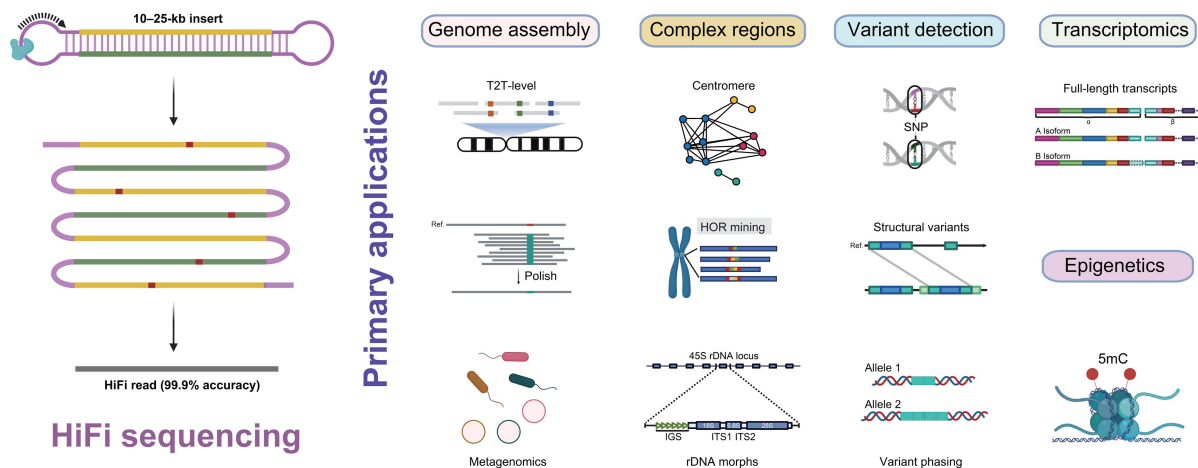 10–25-kb insert
HiFi read (99.9% accuracy)
HiFi sequencing
Primary applications
Genome assembly
T2T-level
Ref.
Polish
Metagenomics
Complex regions
Centromere
HOR mining
45S rDNA locus
18S 5.8S 28S
IGS ITS1 ITS2
rDNA morphs
Variant detection
SNP
Structural variants
Ref.
Allele 1
Allele 2
Variant phasing
Transcriptomics
Full-length transcripts
α β
A Isoform
B Isoform
Epigenetics
5mC